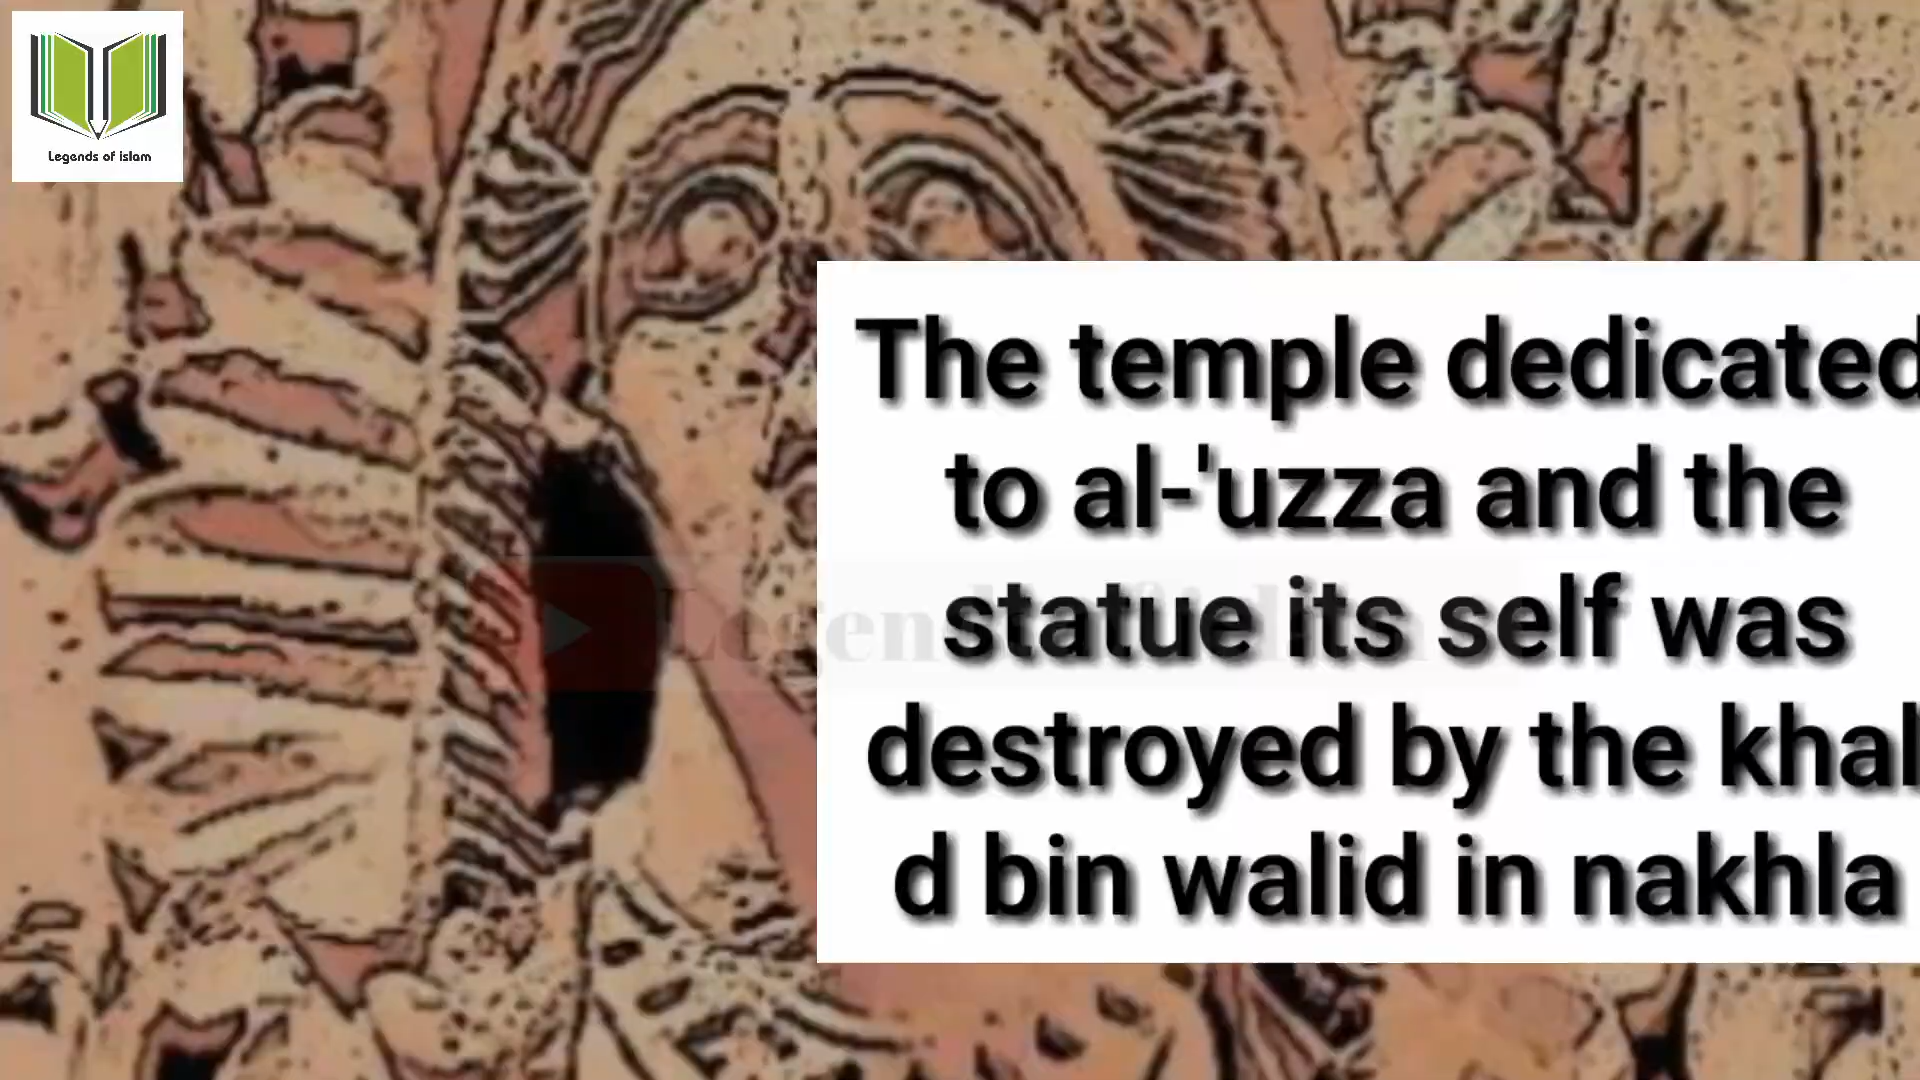 Legends of islam
The temple dedicated
to al-'uzza and the
statue its self was
destroyed by the khal
d bin walid in nakhla